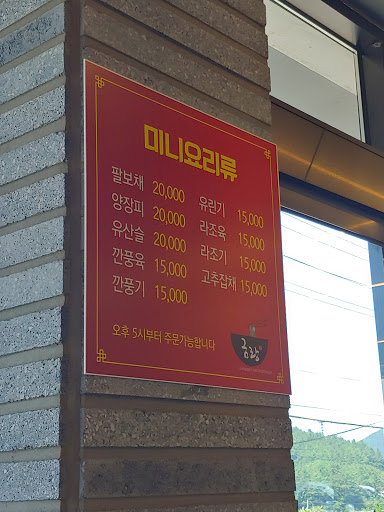 미니요리류
팔보채 20,000
양장피 20,000
유산슬 20,000
깐풍육 15,000
깐풍기 15,000
유린기 15,000
라조육 15,000
라조기 15,000
고추잡채 15,000
오후 5시부터 주문가능합니다
금광